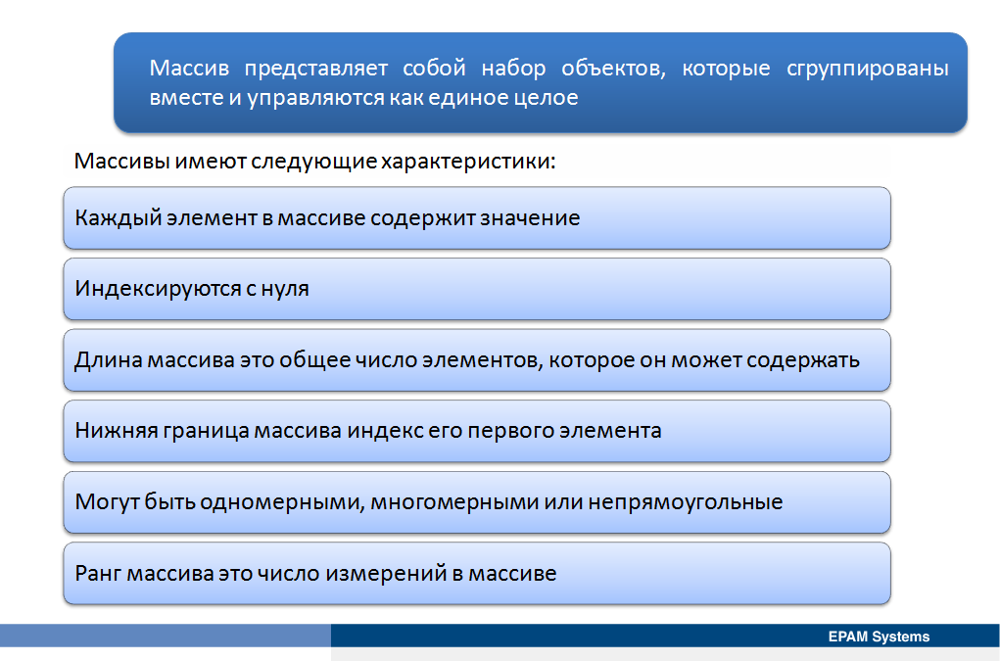 Массив представляет собой набор объектов, которые сгруппированы
вместе и управляются как единое целое
Массивы имеют следующие характеристики:
Каждый элемент в массиве содержит значение
Индексируются с нуля
Длина массива это общее число элементов, которое он может содержать
Нижняя граница массива индекс его первого элемента
Могут быть одномерными, многомерными или непрямоугольные
Ранг массива это число измерений в массиве
EPAM Systems